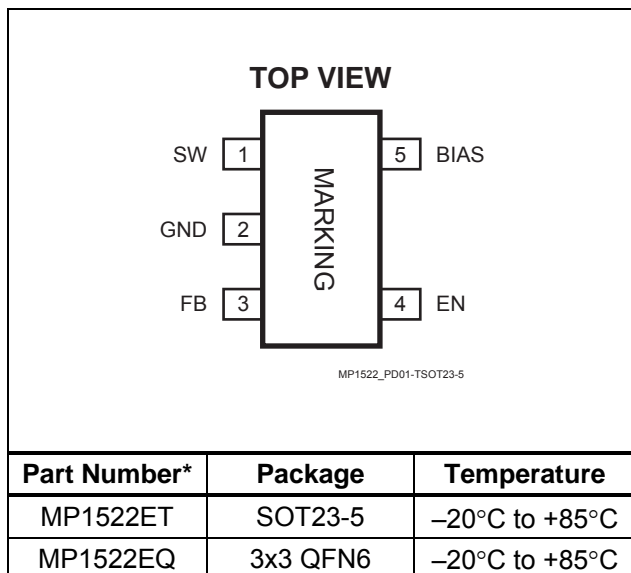 TOP VIEW
SW 1 5 BIAS
MARKING
GND 2
FB 3 4 EN
MP1522_PD01-TSOT23-5
Part Number* Package Temperature
MP1522ET SOT23-5 –20°C to +85°C
MP1522EQ 3x3 QFN6 –20°C to +85°C